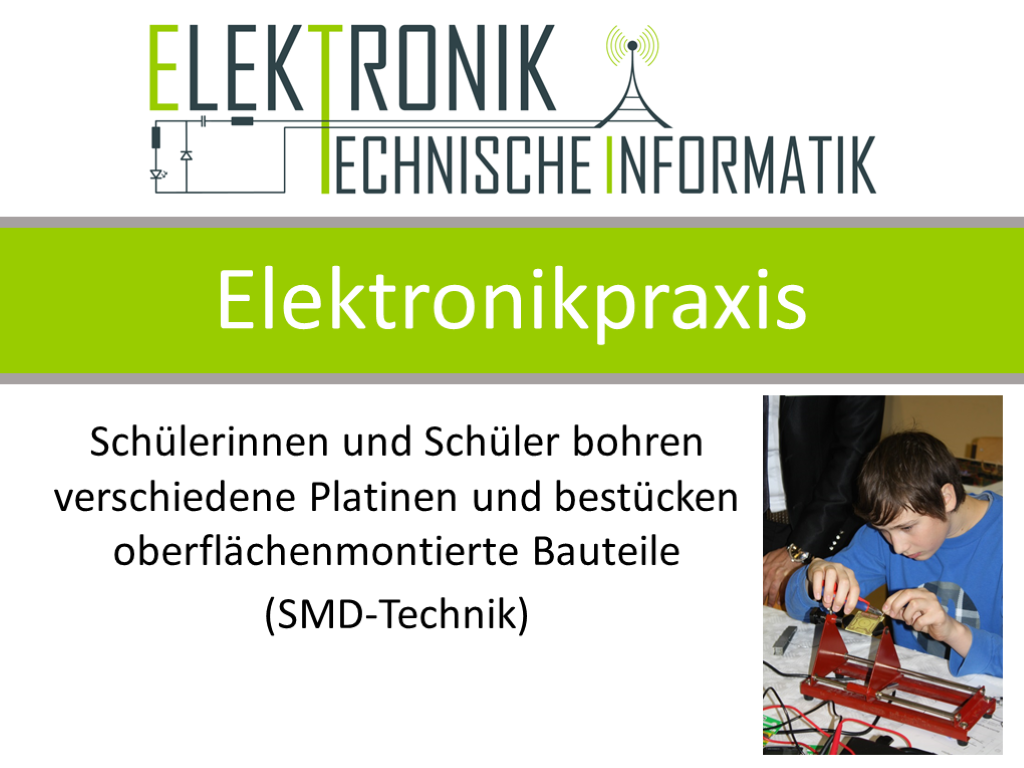 ELEKTRONIK
TECHNISCHE INFORMATIK
Elektronikpraxis
Schülerinnen und Schüler bohren
verschiedene Platinen und bestücken
oberflächenmontierte Bauteile
(SMD-Technik)